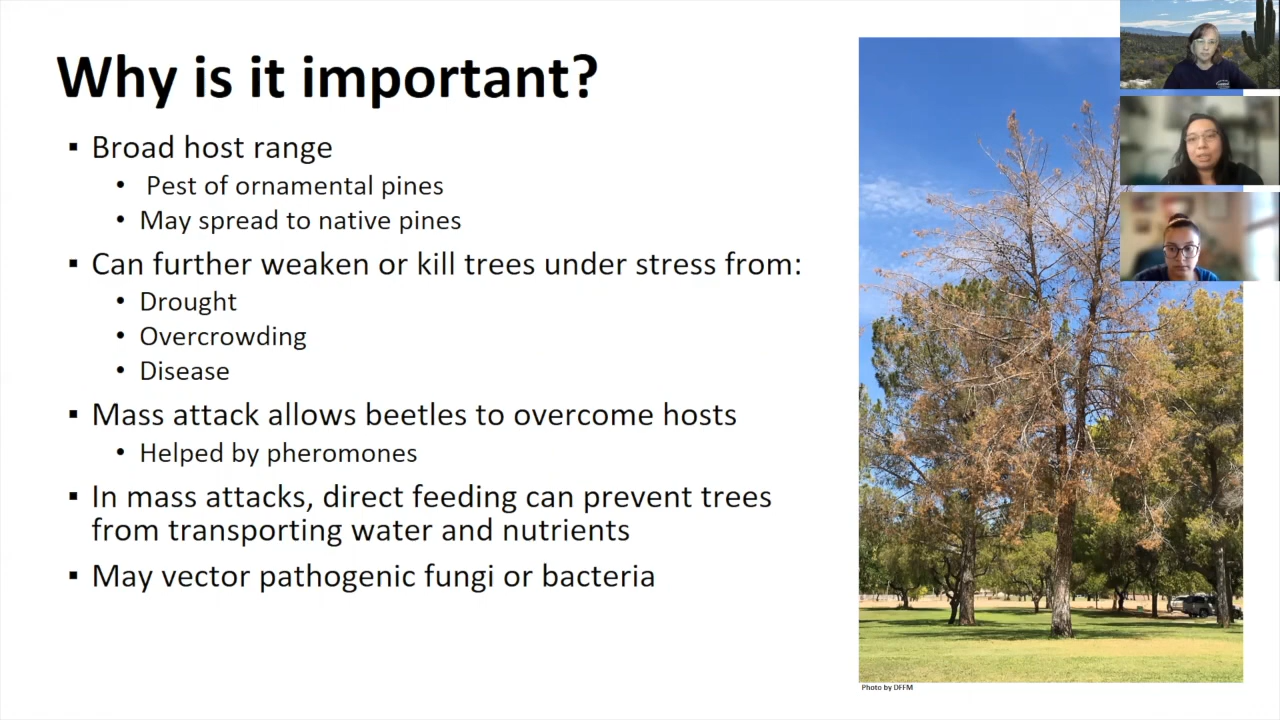 Why is it important?
▪ Broad host range
• Pest of ornamental pines
• May spread to native pines
▪ Can further weaken or kill trees under stress from:
• Drought
• Overcrowding
• Disease
▪ Mass attack allows beetles to overcome hosts
• Helped by pheromones
▪ In mass attacks, direct feeding can prevent trees
from transporting water and nutrients
▪ May vector pathogenic fungi or bacteria
Photo by DFFM